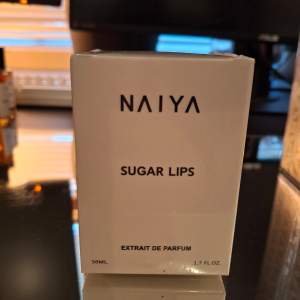 NAIYA
SUGAR LIPS
EXTRAIT DE PARFUM
50ML. 1.7 FL.OZ.